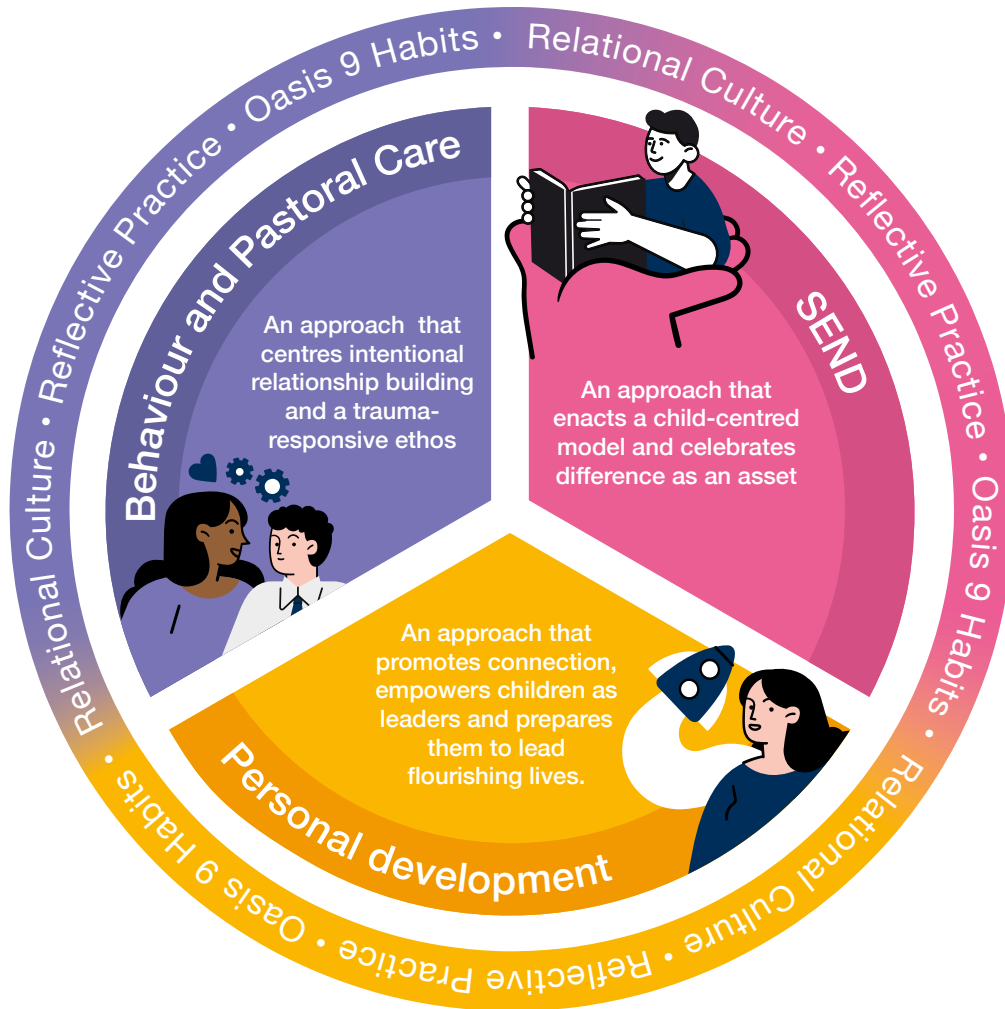 Relational Culture • Reflective Practice • Oasis 9 Habits •
Relational Culture • Reflective Practice • Oasis 9 Habits •
Relational Culture • Reflective Practice • Oasis 9 Habits •
Behaviour and Pastoral Care
An approach that
centres intentional
relationship building
and a trauma-
responsive ethos
SEND
An approach that
enacts a child-centred
model and celebrates
difference as an asset
An approach that
promotes connection,
empowers children as
leaders and prepares
them to lead
flourishing lives.
Personal development